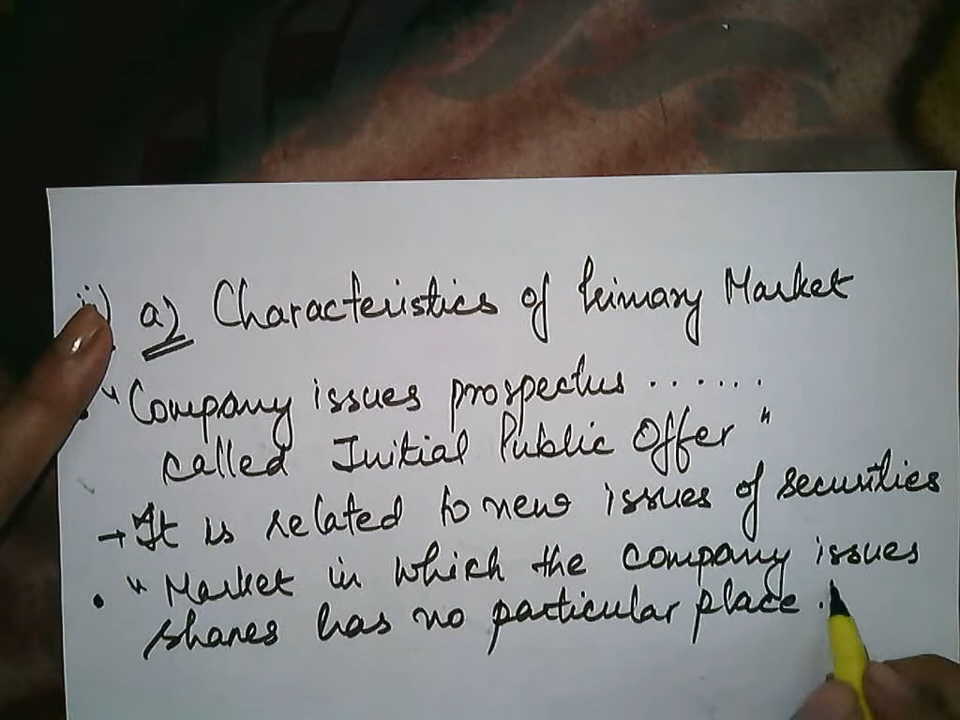 ii) a) Characteristics of Primary Market
• "Company issues prospectus . . . . . .
called Initial Public Offer"
→ It is related to new issues of securities
• "Market in which the company issues
shares has no particular place .